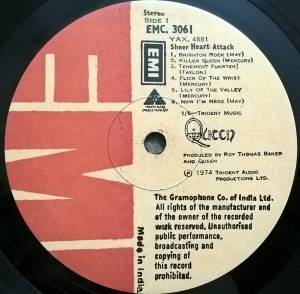 Stereo
SIDE 1
EMC. 3061
YAX. 4881
Sheer Heart Attack
1. BRIGHTON ROCK (MAY)
2. KILLER QUEEN (MERCURY)
3. TENEMENT FUNSTER
(TAYLOR)
4. FLICK OF THE WRIST
(MERCURY)
5. LILY OF THE VALLEY
(MERCURY)
6. NOW I'M HERE (MAY)
EMI
EMI
1/6—TRIDENT MUSIC
Queen
PRODUCED BY ROY THOMAS BAKER
AND QUEEN
℗ 1974 TRIDENT AUDIO
PRODUCTIONS LTD.
The Gramophone Co. of India Ltd.
All rights of the manufacturer and
of the owner of the recorded
work reserved. Unauthorised
public performance,
broadcasting and
copying of
this record
prohibited.
Made in India.